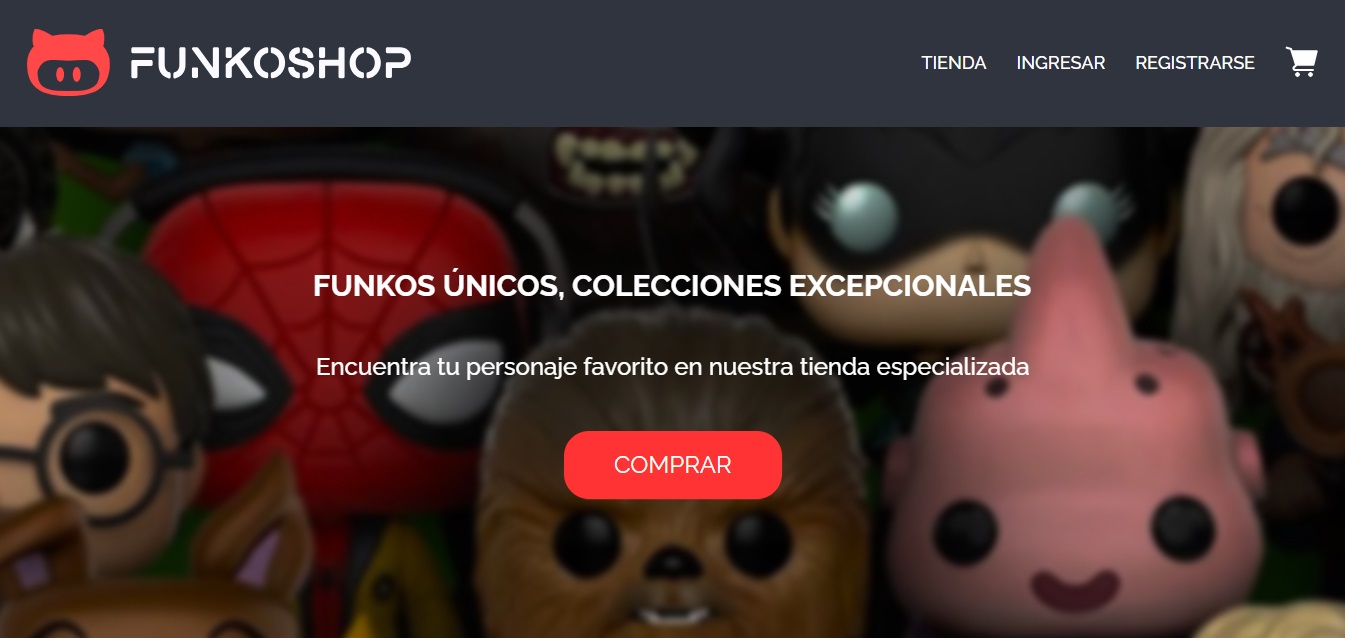 FUNKOSHOP
TIENDA INGRESAR REGISTRARSE
FUNKOS ÚNICOS, COLECCIONES EXCEPCIONALES
Encuentra tu personaje favorito en nuestra tienda especializada
COMPRAR